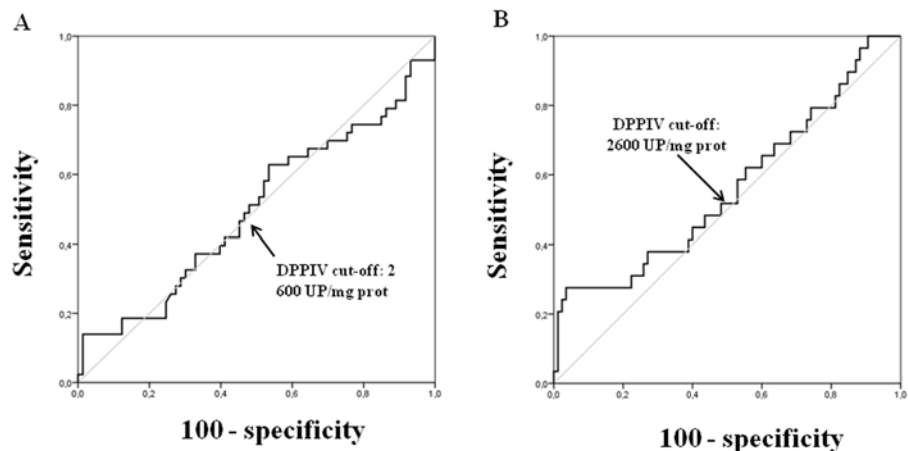 A
B
1,0
0,8
0,6
0,4
0,2
0,0
Sensitivity
DPPIV cut-off: 2
600 UP/mg prot
0,0
0,2
0,4
0,6
0,8
1,0
100 - specificity
1,0
0,8
0,6
0,4
0,2
0,0
Sensitivity
DPPIV cut-off:
2600 UP/mg prot
0,0
0,2
0,4
0,6
0,8
1,0
100 - specificity